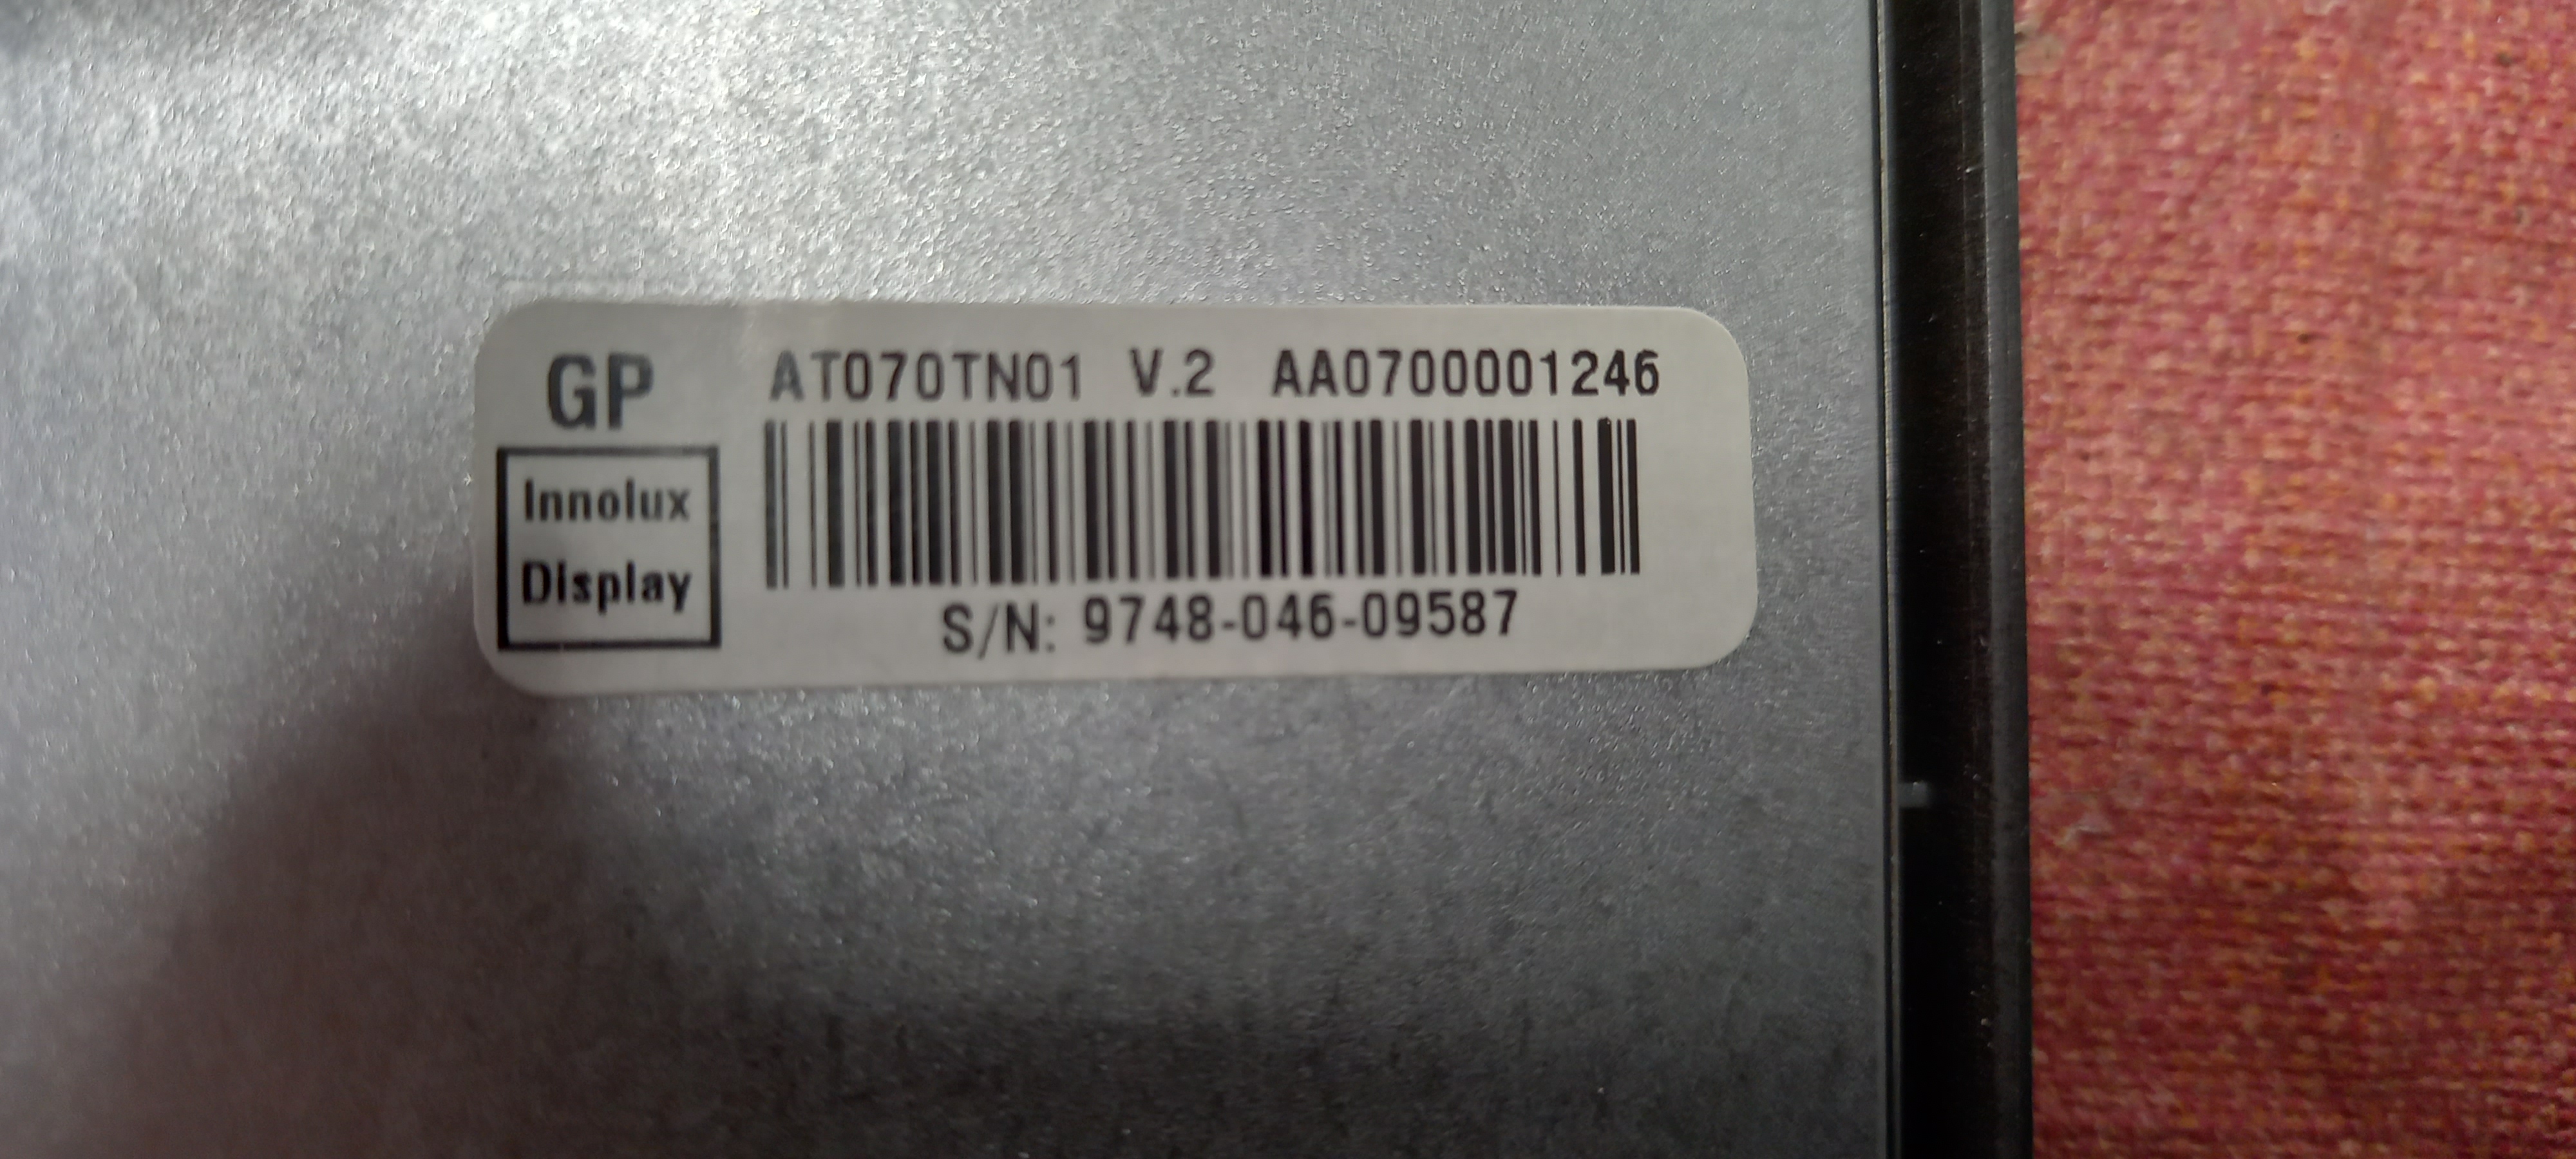 GP
AT070TN01 V.2 AA0700001246
Innolux
Display
S/N: 9748-046-09587